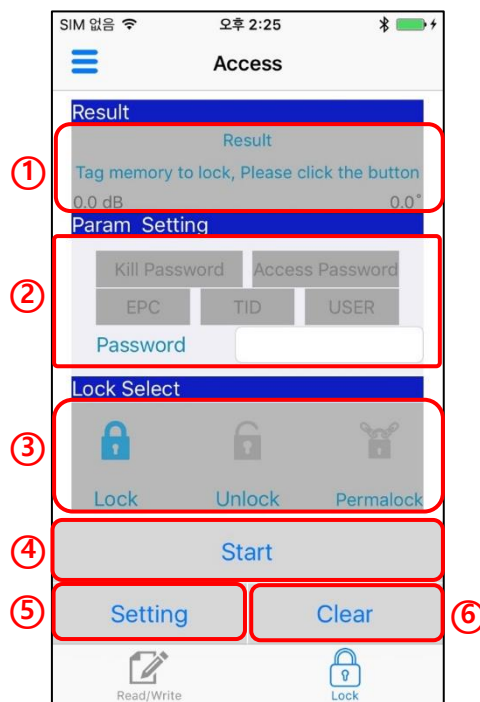 SIM 없음 오후 2:25
Access
Result
Result
① Tag memory to lock, Please click the button
0.0 dB 0.0°
Param Setting
Kill Password Access Password
② EPC TID USER
Password
Lock Select
③
Lock Unlock Permalock
④ Start
⑤ Setting Clear ⑥
Read/Write Lock